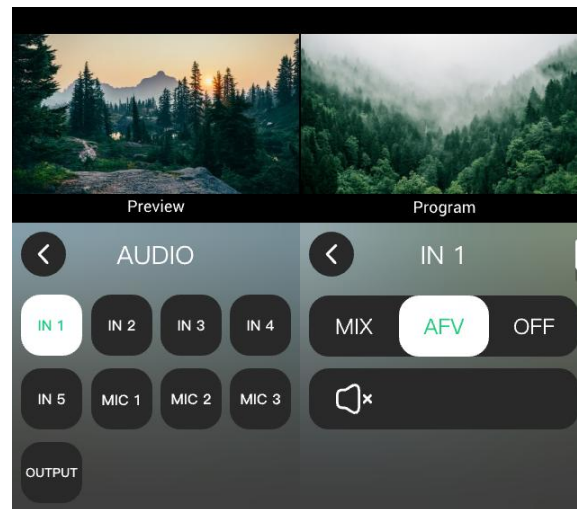 Preview
Program
AUDIO
IN 1
IN 1
IN 2
IN 3
IN 4
MIX
AFV
OFF
IN 5
MIC 1
MIC 2
MIC 3
OUTPUT